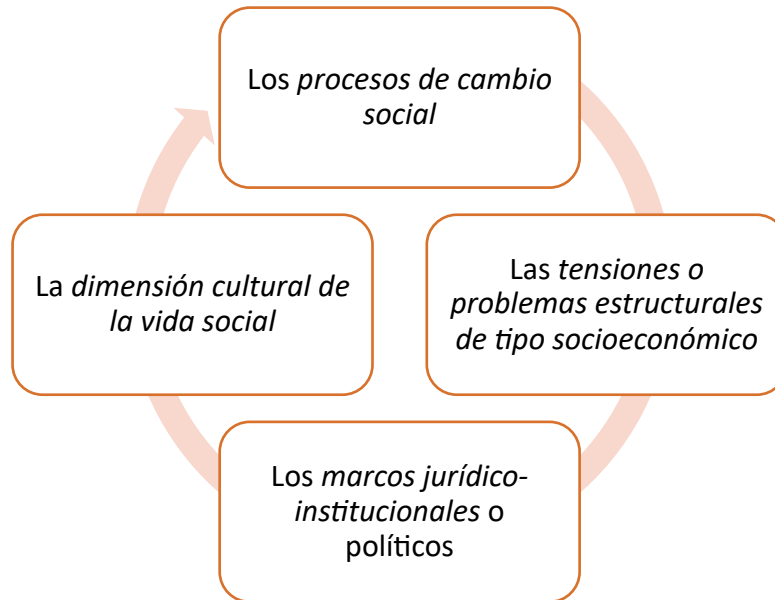 Los procesos de cambio
social
Las tensiones o
problemas estructurales
de tipo socioeconómico
Los marcos jurídico-
institucionales o
políticos
La dimensión cultural de
la vida social